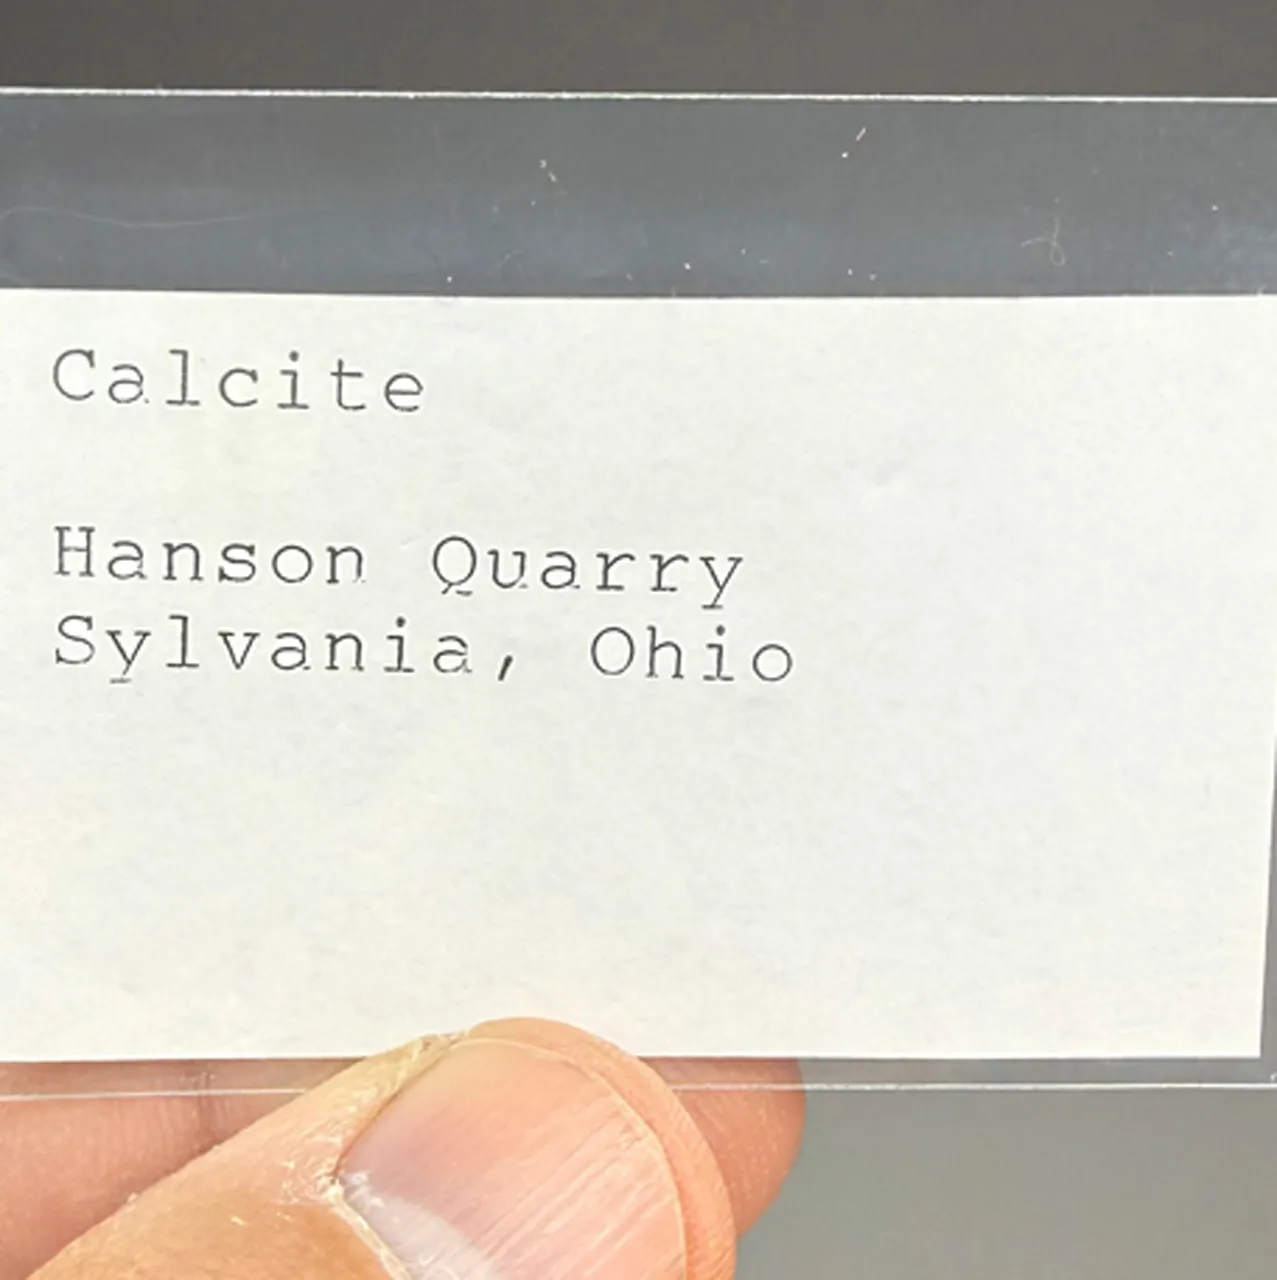 Calcite
Hanson Quarry
Sylvania, Ohio